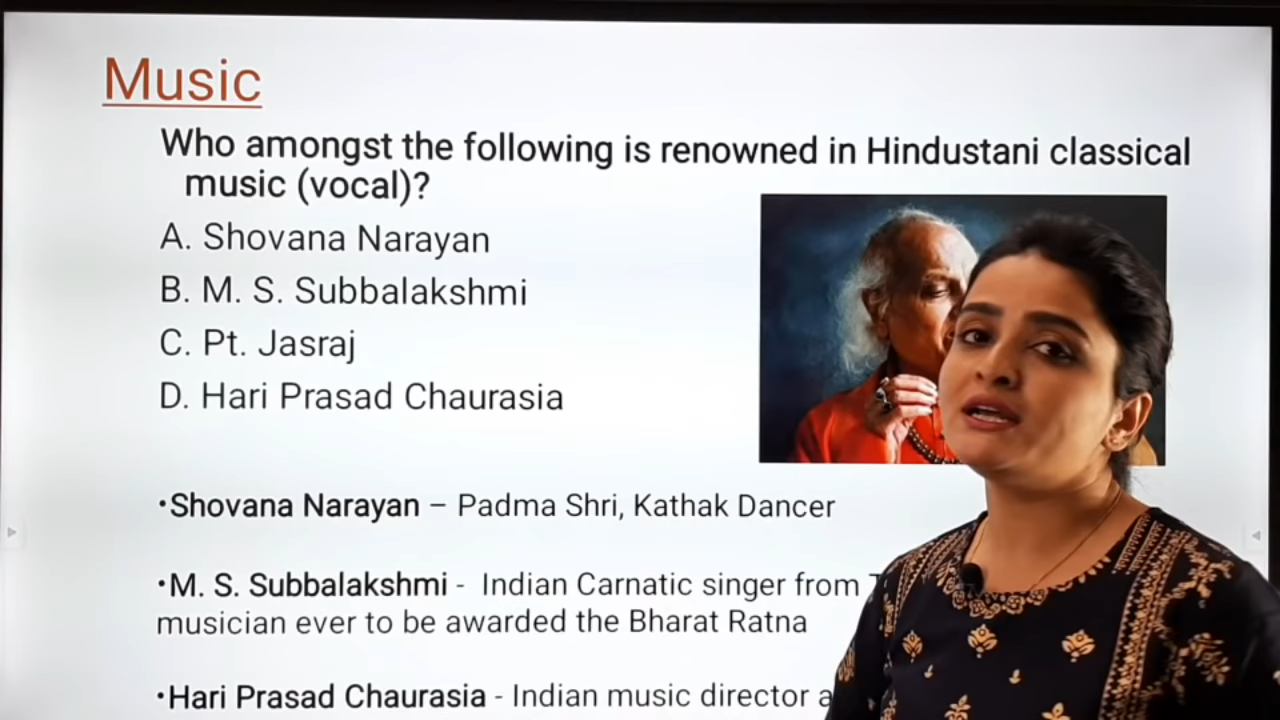 Music
Who amongst the following is renowned in Hindustani classical
music (vocal)?
A. Shovana Narayan
B. M. S. Subbalakshmi
C. Pt. Jasraj
D. Hari Prasad Chaurasia
•Shovana Narayan – Padma Shri, Kathak Dancer
•M. S. Subbalakshmi - Indian Carnatic singer from
musician ever to be awarded the Bharat Ratna
•Hari Prasad Chaurasia - Indian music director